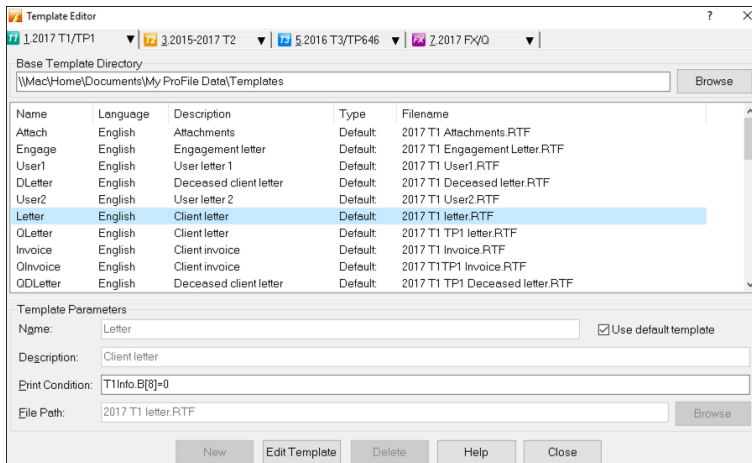 Template Editor ? X
T1 1.2017 T1/TP1 T2 3.2015-2017 T2 T3 5.2016 T3/TP646 FX 7.2017 FX/Q
Base Template Directory
\\Mac\Home\Documents\My ProFile Data\Templates Browse
Name Language Description Type Filename
Attach English Attachments Default 2017 T1 Attachments.RTF
Engage English Engagement letter Default 2017 T1 Engagement Letter.RTF
User1 English User letter 1 Default 2017 T1 User1.RTF
DLetter English Deceased client letter Default 2017 T1 Deceased letter.RTF
User2 English User letter 2 Default 2017 T1 User2.RTF
Letter English Client letter Default 2017 T1 letter.RTF
QLetter English Client letter Default 2017 T1 TP1 letter.RTF
Invoice English Client invoice Default 2017 T1 Invoice.RTF
QInvoice English Client invoice Default 2017 T1TP1 Invoice.RTF
QDLetter English Deceased client letter Default 2017 T1 TP1 Deceased letter.RTF
Template Parameters
Name: Letter Use default template
Description: Client letter
Print Condition: T1Info.B[8]=0
File Path: 2017 T1 letter.RTF Browse
New Edit Template Delete Help Close